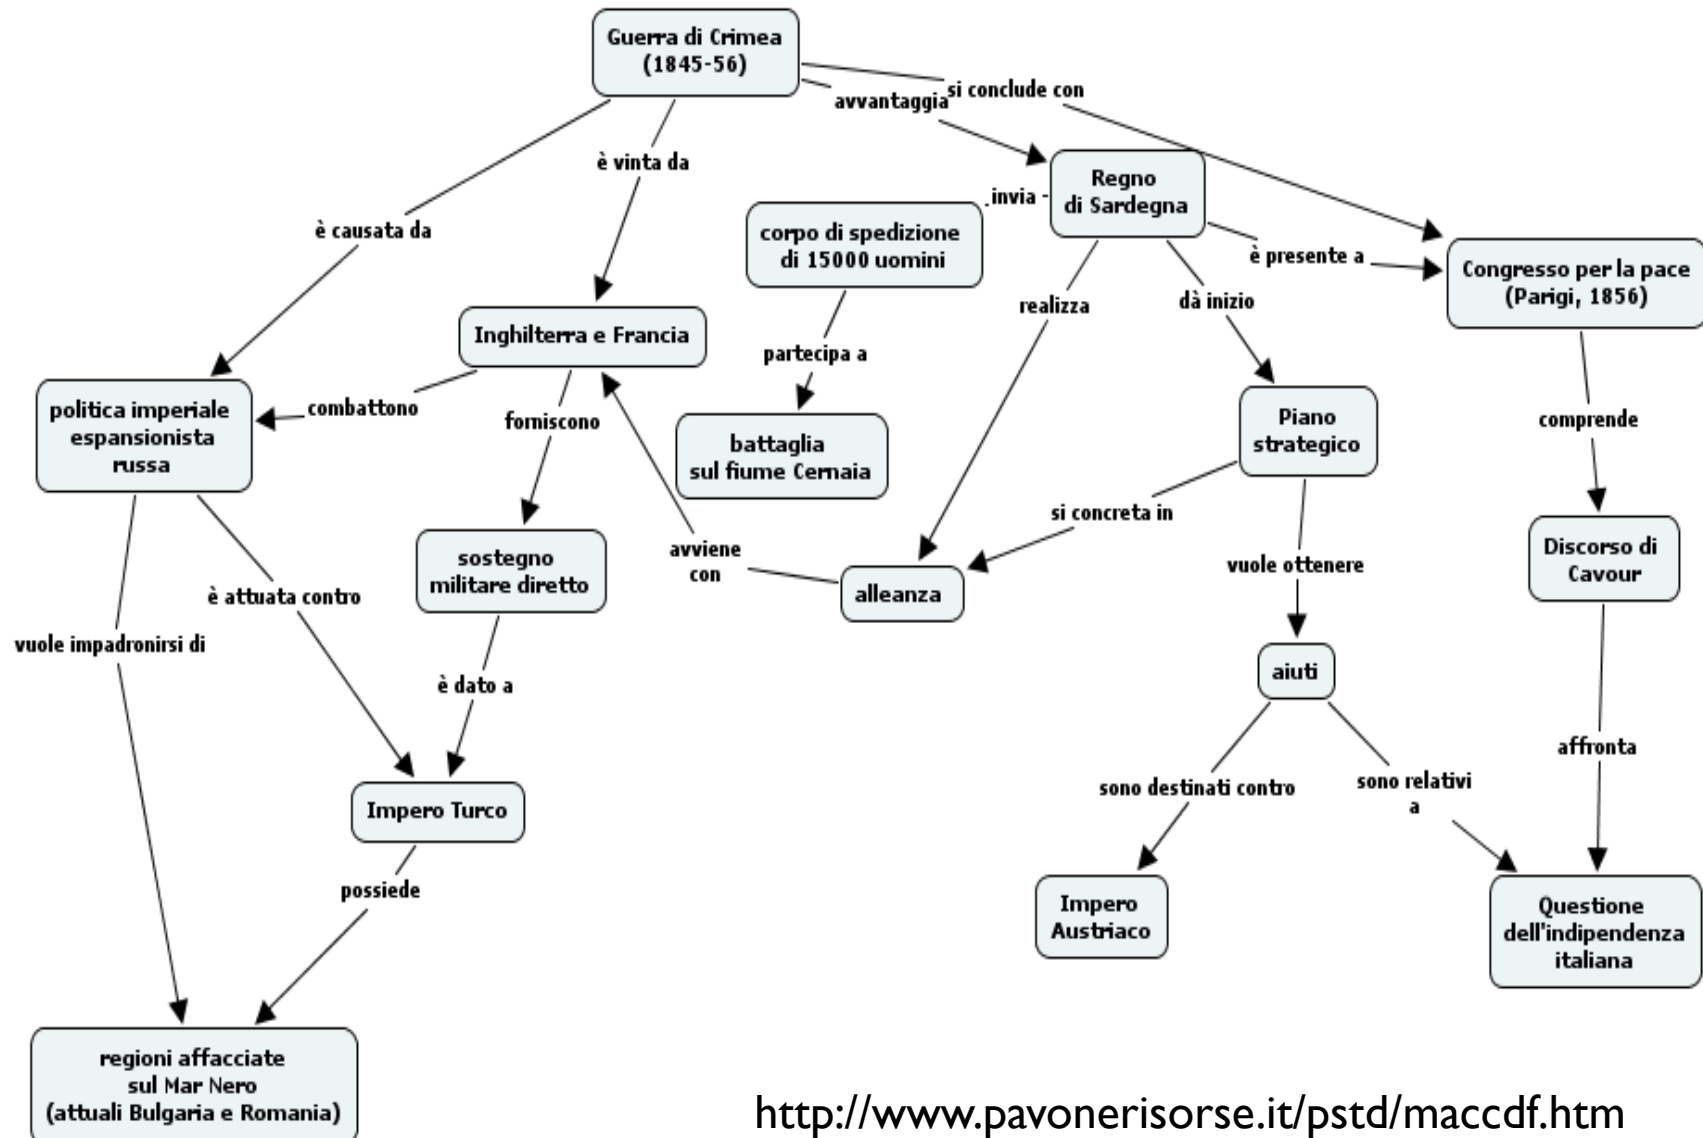 Guerra di Crimea
(1845-56)
si conclude con
avvantaggia
è vinta da
Regno
di Sardegna
invia
corpo di spedizione
di 15000 uomini
è causata da
è presente a
Congresso per la pace
(Parigi, 1856)
realizza
dà inizio
Inghilterra e Francia
partecipa a
politica imperiale
espansionista
russa
combattono
forniscono
battaglia
sul fiume Cernaia
Piano
strategico
comprende
si concreta in
avviene
con
sostegno
militare diretto
alleanza
vuole ottenere
Discorso di
Cavour
è attuata contro
vuole impadronirsi di
è dato a
aiuti
affronta
sono destinati contro
sono relativi
a
Impero Turco
possiede
Impero
Austriaco
Questione
dell'indipendenza
italiana
regioni affacciate
sul Mar Nero
(attuali Bulgaria e Romania)
http://www.pavonerisorse.it/pstd/maccdf.htm